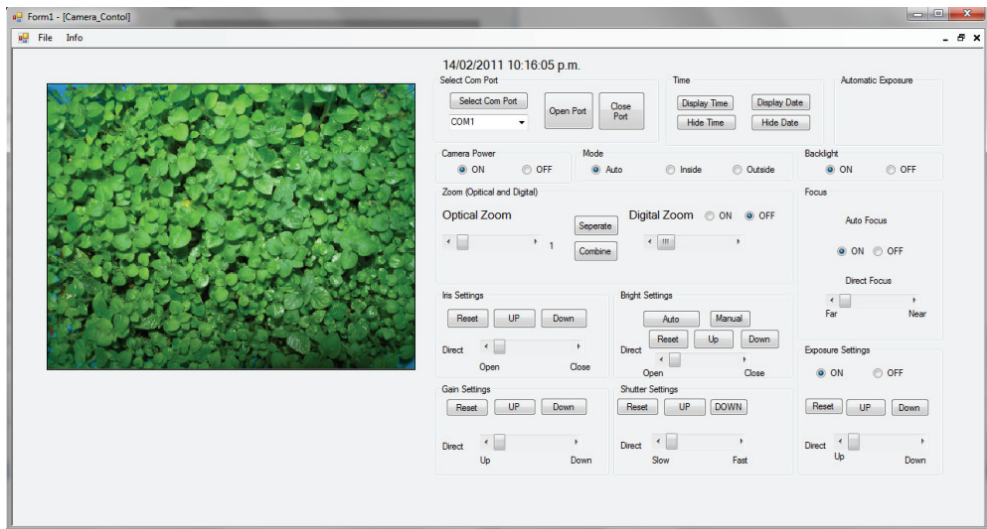 Form1 - [Camera_Contol]
File Info
14/02/2011 10:16:05 p.m.
Select Com Port
Select Com Port
COM1
Open Port
Close
Port
Time
Display Time
Display Date
Hide Time
Hide Date
Automatic Exposure
Camera Power
ON OFF
Mode
Auto Inside Outside
Backlight
ON OFF
Zoom (Optical and Digital)
Optical Zoom
1
Seperate
Combine
Digital Zoom ON OFF
Focus
Auto Focus
ON OFF
Direct Focus
Far Near
Iris Settings
Reset UP Down
Direct
Open Close
Bright Settings
Auto Manual
Reset Up Down
Direct
Open Close
Exposure Settings
ON OFF
Reset UP Down
Direct
Up Down
Gain Settings
Reset UP Down
Direct
Up Down
Shutter Settings
Reset UP DOWN
Direct
Slow Fast